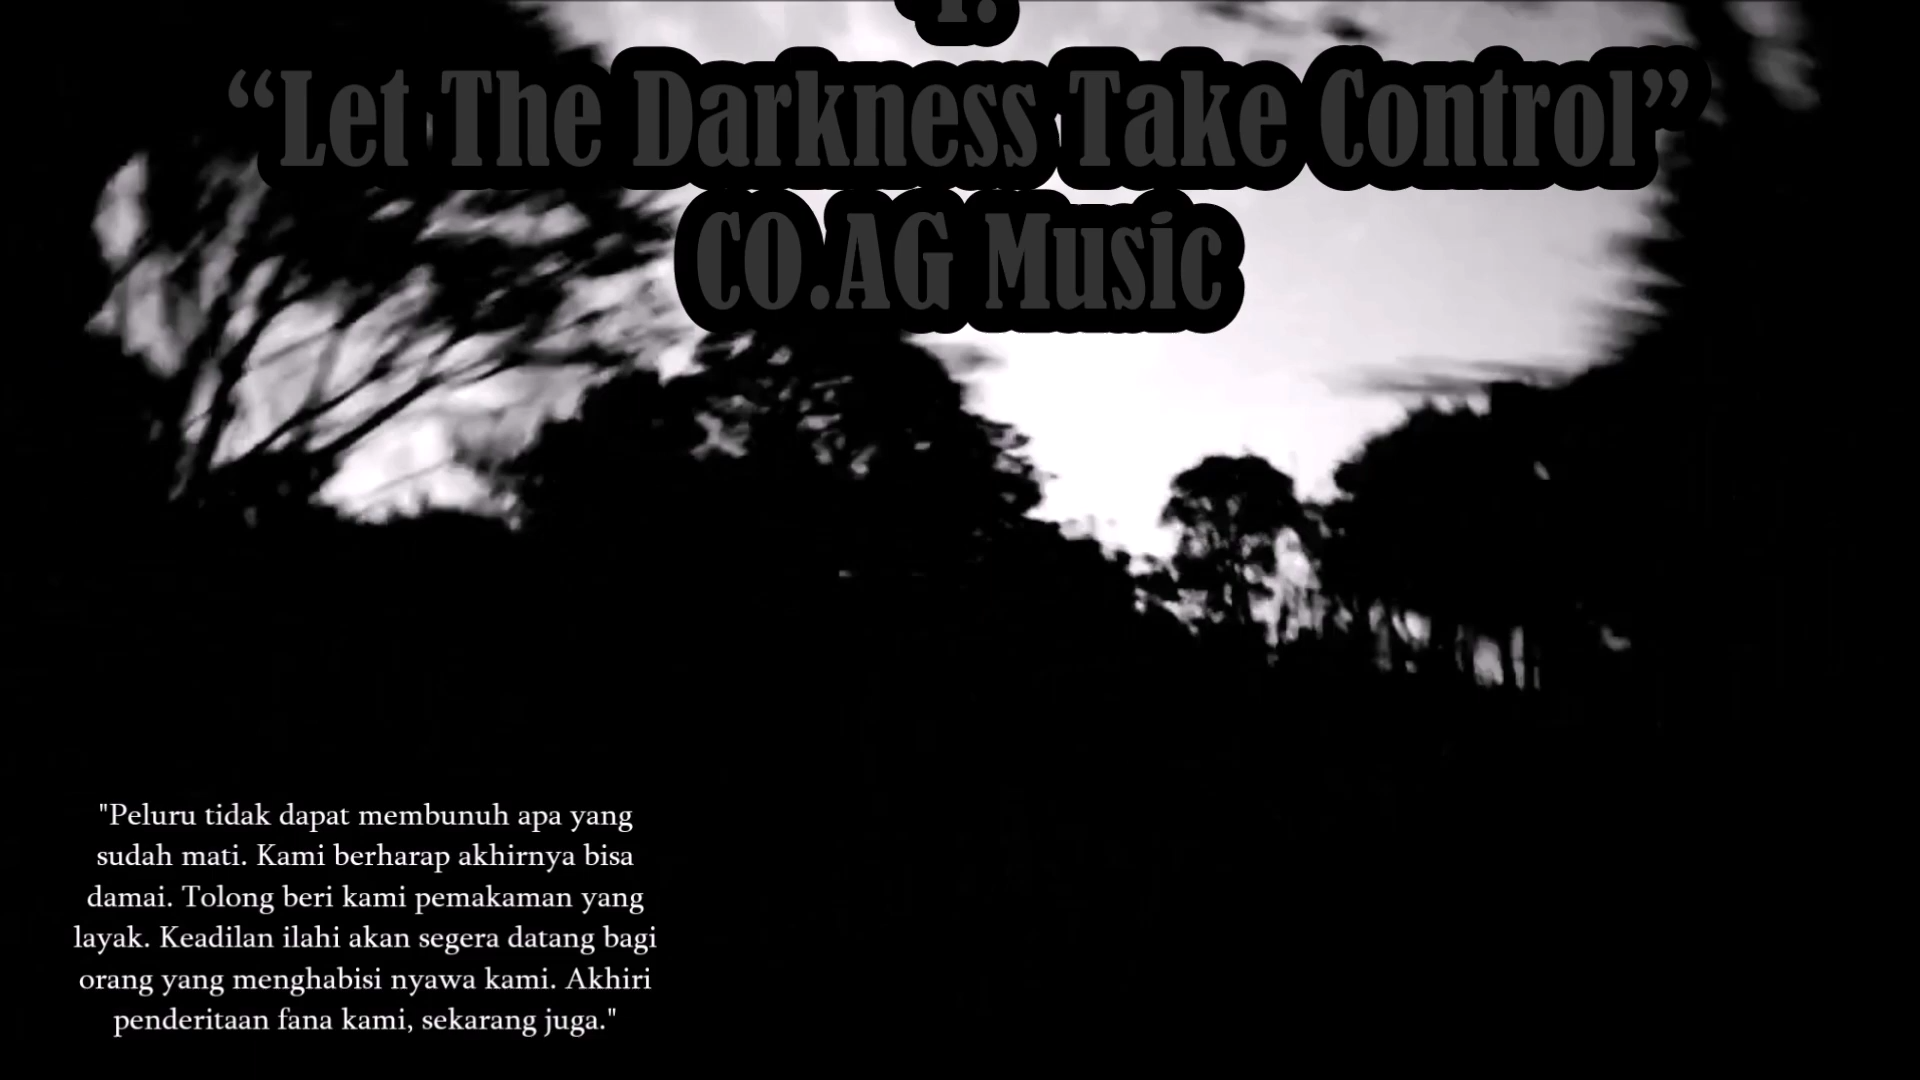 1.
“Let The Darkness Take Control”
CO.AG Music
"Peluru tidak dapat membunuh apa yang
sudah mati. Kami berharap akhirnya bisa
damai. Tolong beri kami pemakaman yang
layak. Keadilan ilahi akan segera datang bagi
orang yang menghabisi nyawa kami. Akhiri
penderitaan fana kami, sekarang juga."